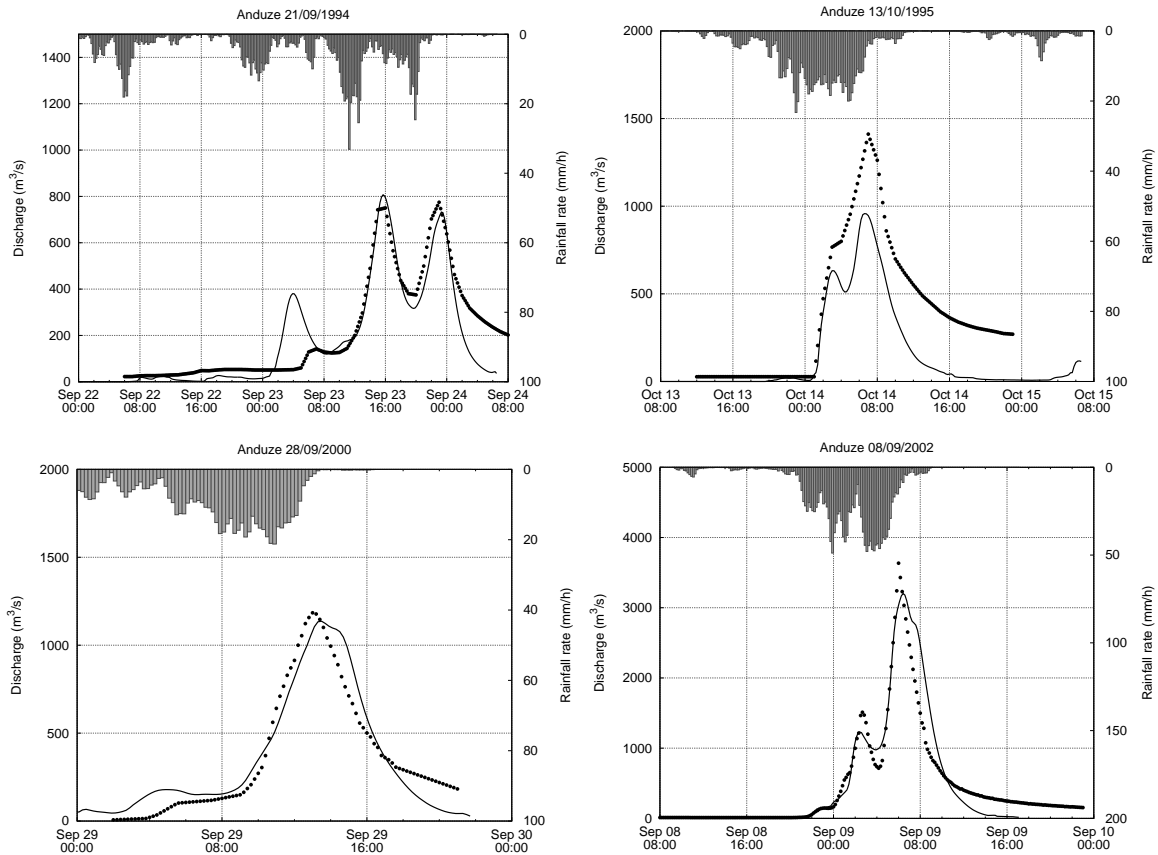 Anduze 21/09/1994
Discharge (m3/s)
1400
1200
1000
800
600
400
200
0
Sep 22 00:00
Sep 22 08:00
Sep 22 16:00
Sep 23 00:00
Sep 23 08:00
Sep 23 16:00
Sep 24 00:00
Sep 24 08:00
0
20
40
60
80
100
Rainfall rate (mm/h)
Anduze 13/10/1995
Discharge (m3/s)
2000
1500
1000
500
0
Oct 13 08:00
Oct 13 16:00
Oct 14 00:00
Oct 14 08:00
Oct 14 16:00
Oct 15 00:00
Oct 15 08:00
0
20
40
60
80
100
Rainfall rate (mm/h)
Anduze 28/09/2000
Discharge (m3/s)
2000
1500
1000
500
0
Sep 29 00:00
Sep 29 08:00
Sep 29 16:00
Sep 30 00:00
0
20
40
60
80
100
Rainfall rate (mm/h)
Anduze 08/09/2002
Discharge (m3/s)
5000
4000
3000
2000
1000
0
Sep 08 08:00
Sep 08 16:00
Sep 09 00:00
Sep 09 08:00
Sep 09 16:00
Sep 10 00:00
0
50
100
150
200
Rainfall rate (mm/h)